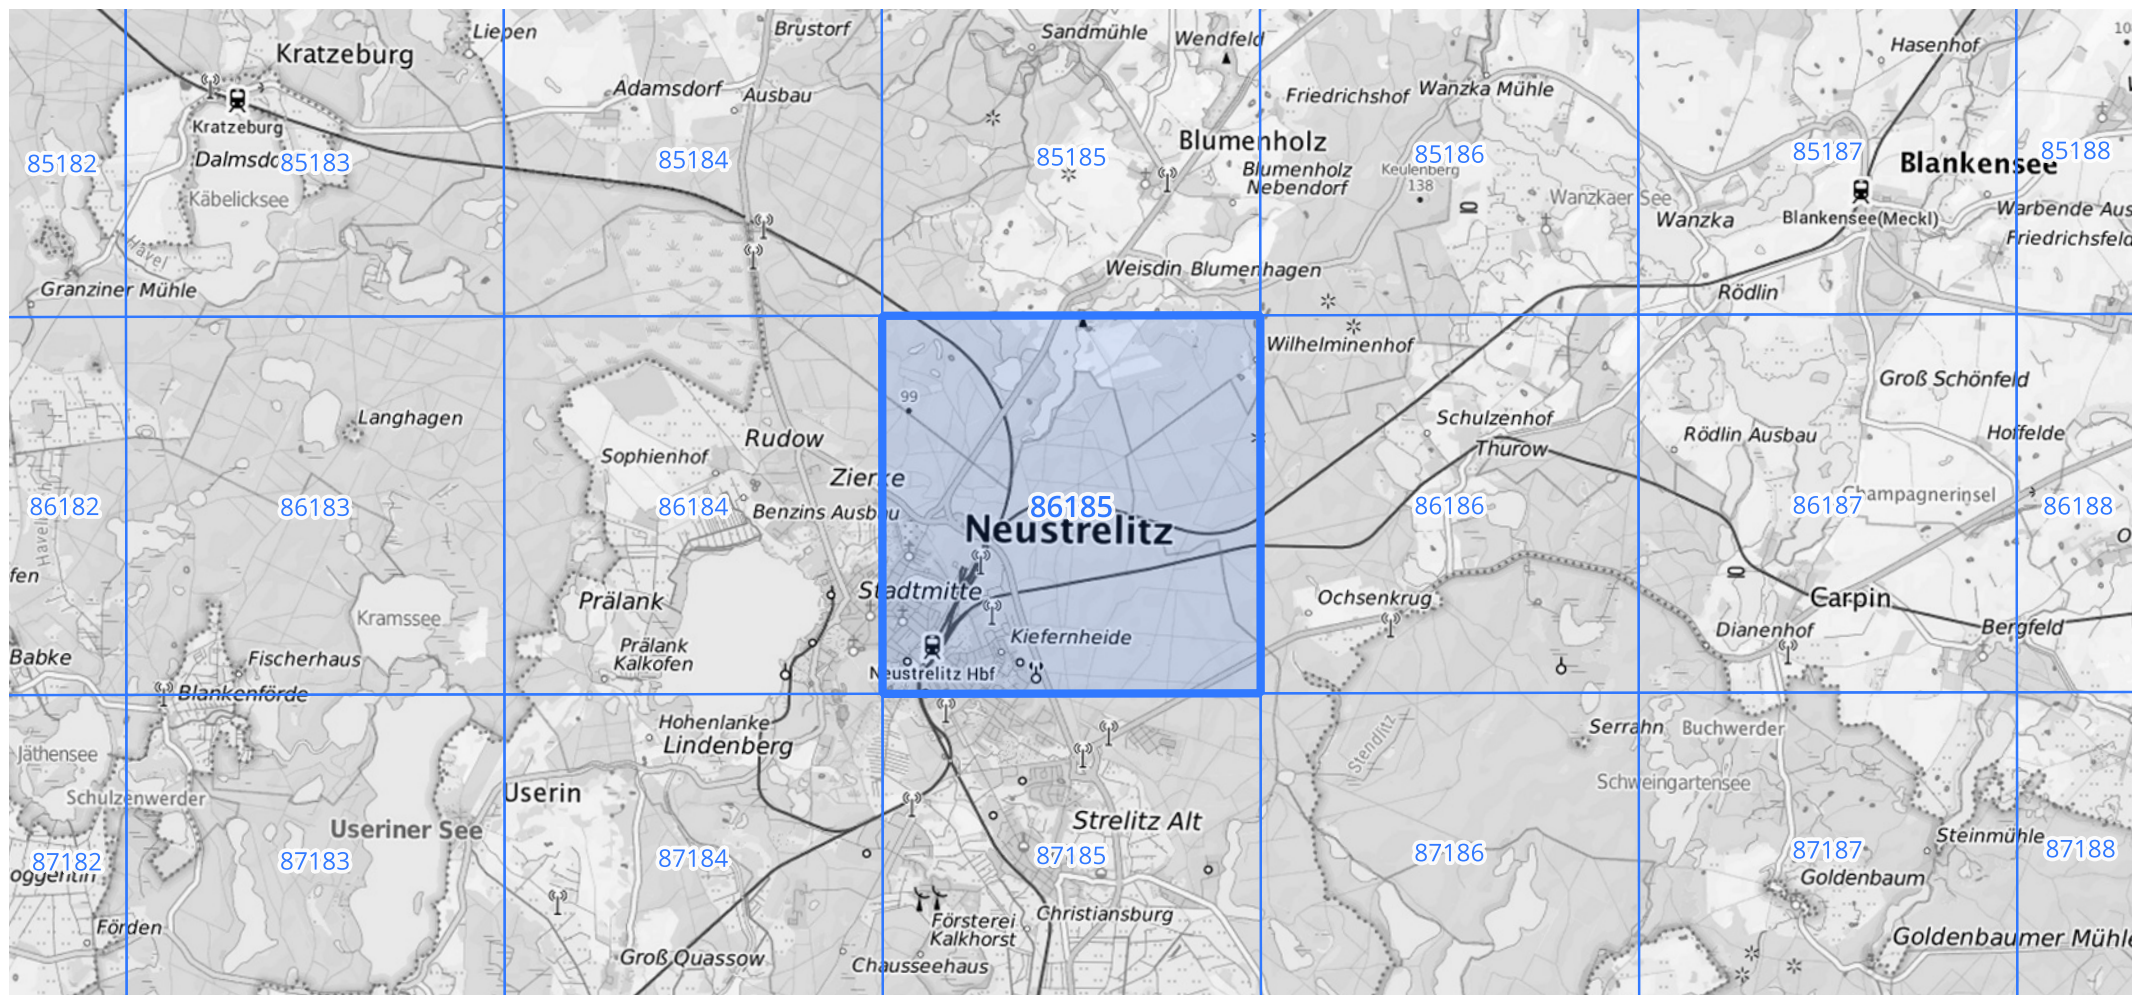 Kratzeburg
Liepen
Brustorf
Sandmühle
Wendfeld
Hasenhof
Adamsdorf
Ausbau
Friedrichshof
Wanzka Mühle
Kratzeburg
Blumenholz
85182
Dalmsdo
85183
85184
85185
Blumenholz
Nebendorf
85186
Keulenberg
138
85187
Blankensee
85188
Käbelicksee
Wanzkaer See
Wanzka
Blankensee(Meckl)
Warbende Aus
Friedrichsfeld
Havel
Granziner Mühle
Weisdin
Blumenhagen
Rödlin
Wilhelminenhof
Groß Schönfeld
99
Langhagen
Rudow
Schulzenhof
Thurow
Rödlin Ausbau
Hoffelde
Sophienhof
Zierke
86182
86183
86184
Benzins Ausbau
86185
Neustrelitz
86186
86187
Champagnerinsel
86188
Havel
fen
Prälank
Stadtmitte
Ochsenkrug
Carpin
Kramssee
Prälank
Kalkofen
Kiefernheide
Dianenhof
Bergfeld
Babke
Fischerhaus
Neustrelitz Hbf
Blankenförde
Hohenlanke
Lindenberg
Stendlitz
Serrahn
Buchwerder
Jäthensee
Schulzenwerder
Userin
Schweingartensee
Useriner See
Strelitz Alt
Steinmühle
87182
oggentin
87183
87184
87185
87186
87187
87188
Goldenbaum
Förden
Försterei
Kalkhorst
Christiansburg
Groß Quassow
Chausseehaus
Goldenbaumer Mühle